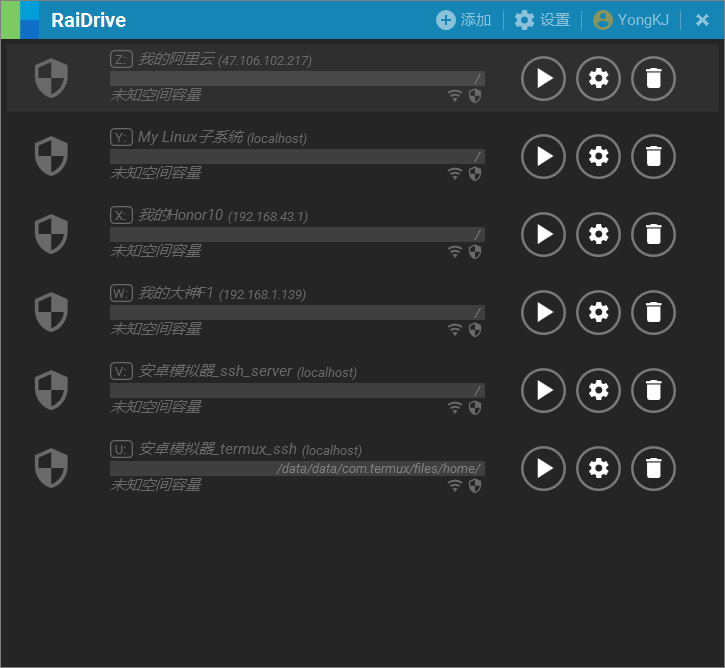 RaiDrive 添加 设置 YongKJ
Z: 我的阿里云 (47.106.102.217)
/
未知空间容量
Y: My Linux子系统 (localhost)
/
未知空间容量
X: 我的Honor10 (192.168.43.1)
/
未知空间容量
W: 我的大神F1 (192.168.1.139)
/
未知空间容量
V: 安卓模拟器_ssh_server (localhost)
/
未知空间容量
U: 安卓模拟器_termux_ssh (localhost)
/data/data/com.termux/files/home/
未知空间容量